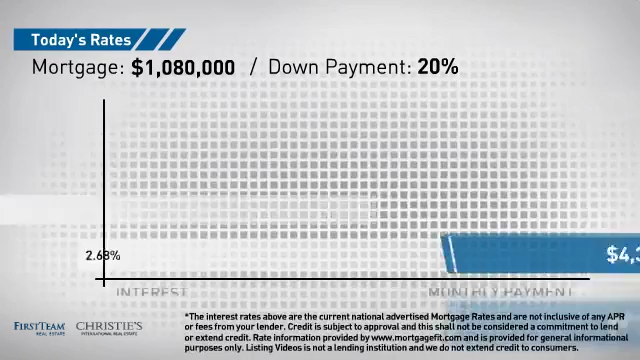 Today's Rates
Mortgage: $1,080,000 / Down Payment: 20%
2.68%
$4,3
INTEREST
MONTHLY PAYMENT
FIRSTTEAM
REAL ESTATE
CHRISTIE'S
INTERNATIONAL REAL ESTATE
*The interest rates above are the current national advertised Mortgage Rates and are not inclusive of any APR
or fees from your lender. Credit is subject to approval and this shall not be considered a commitment to lend
or extend credit. Rate information provided by www.mortgagefit.com and is provided for general informational
purposes only. Listing Videos is not a lending institution and we do not extend credit to consumers.